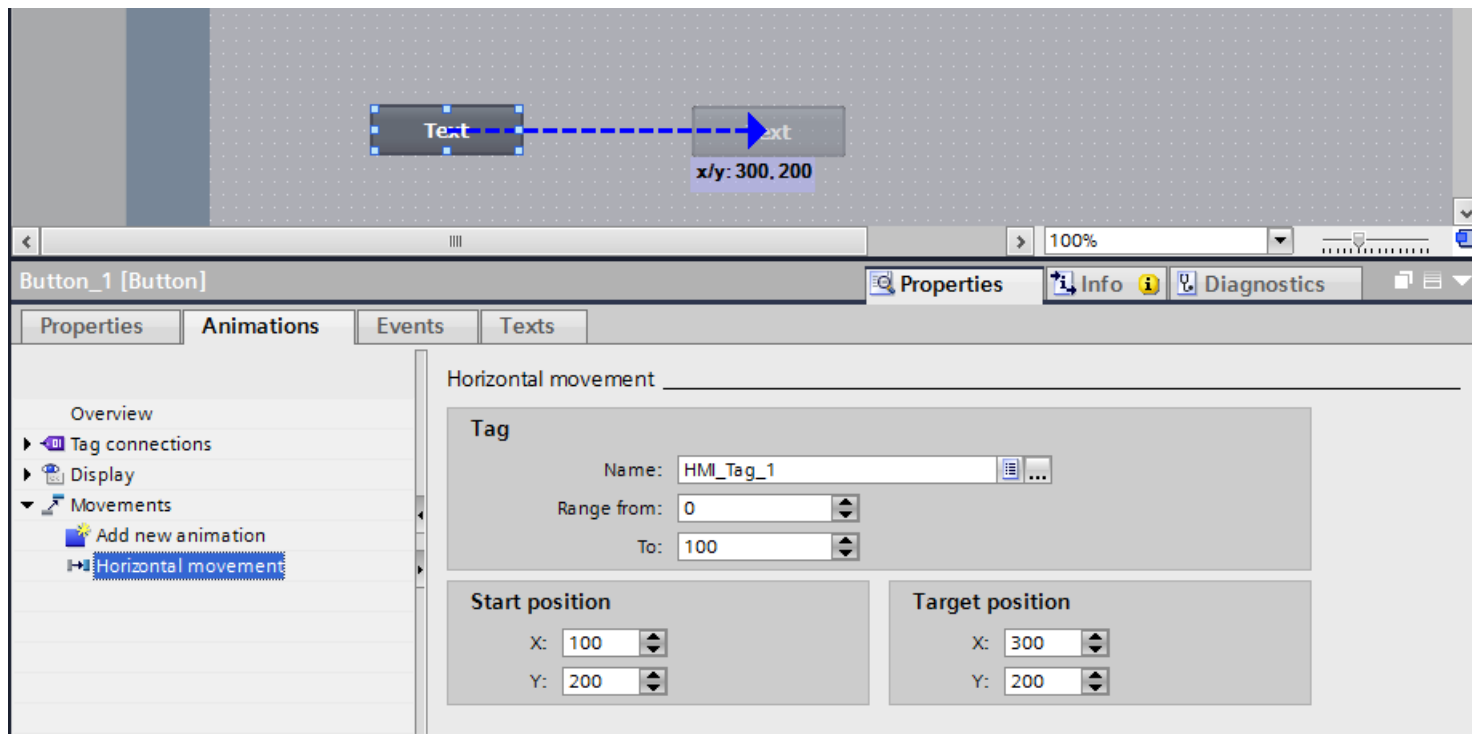 Text
ext
x/y: 300, 200
100%
Button_1 [Button]
Properties
Info
Diagnostics
Properties
Animations
Events
Texts
Overview
Tag connections
Display
Movements
Add new animation
Horizontal movement
Horizontal movement
Tag
Name: HMI_Tag_1
Range from: 0
To: 100
Start position
X: 100
Y: 200
Target position
X: 300
Y: 200